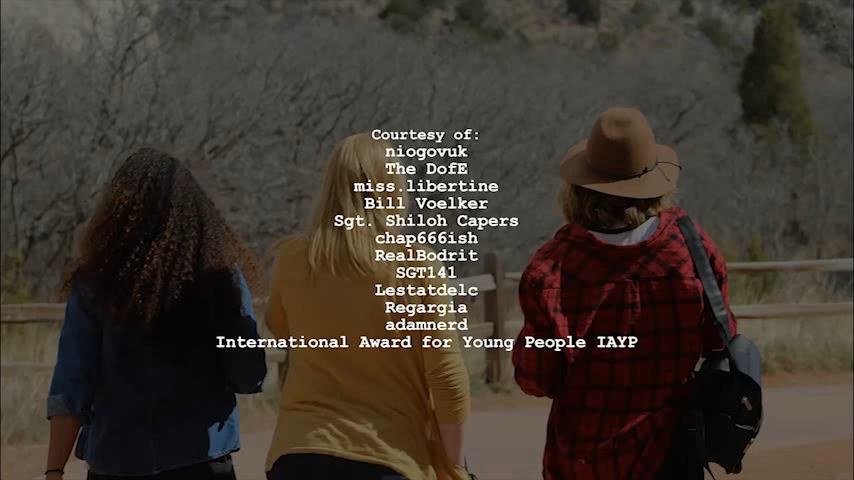 Courtesy of:
niogovuk
The DofE
miss.libertine
Bill Voelker
Sgt. Shiloh Capers
chap666ish
RealBodrit
SGT141
Lestatdelc
Regargia
adamnerd
International Award for Young People IAYP